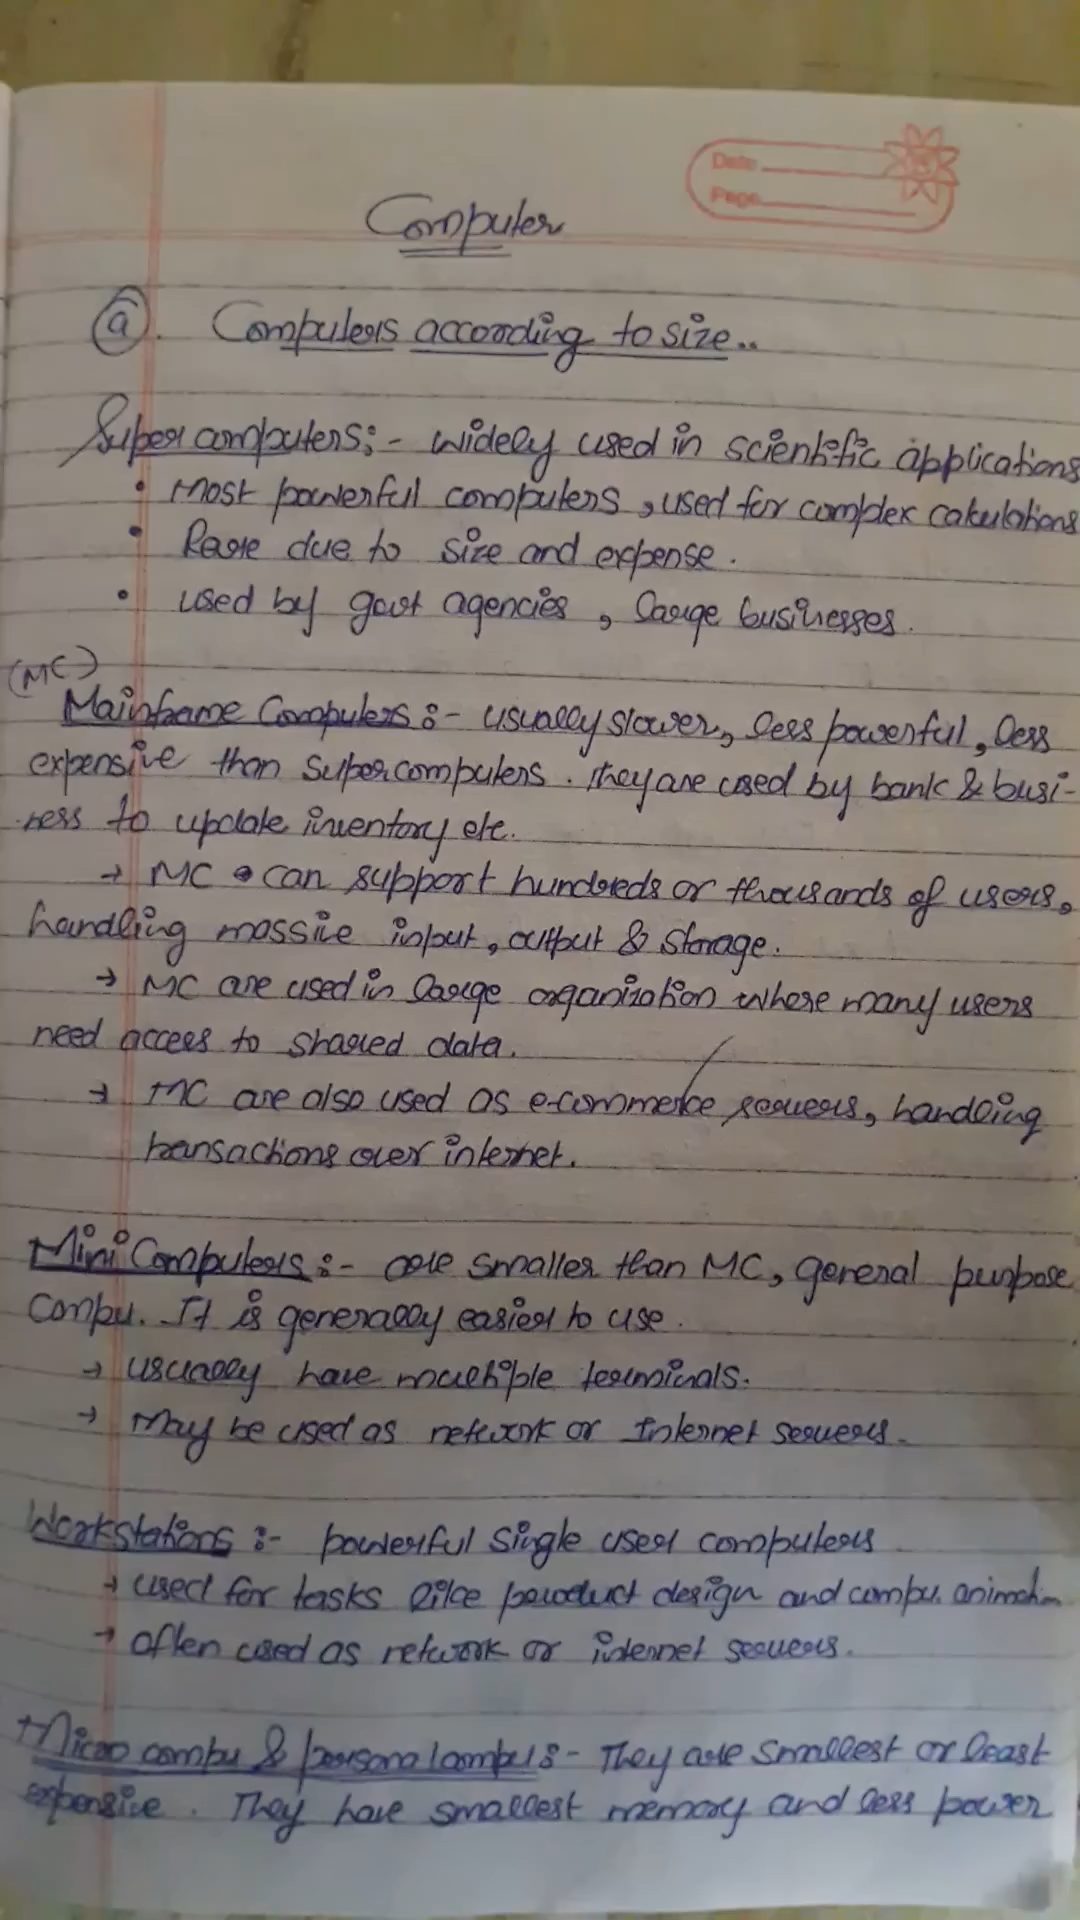 Date
Page
Computer
(a). Computers according to size..
Supercomputers:- widely used in scientific applications
• Most powerful computers, used for complex calculations
• Rare due to size and expense.
• used by govt agencies, large businesses.
(MC)
Mainframe Computers:- usually slower, less powerful, less
expensive than supercomputers. They are used by bank & busi-
ness to update inventory etc.
→ MC can support hundreds or thousands of users,
handling massive input, output & storage.
→ MC are used in large organization where many users
need access to shared data.
→ MC are also used as e-commerce servers, handling
transactions over internet.
Mini Computers:- are smaller than MC, general purpose
compu. It is generally easier to use.
→ usually have multiple terminals.
→ May be used as network or Internet servers.
Workstations:- powerful single user computers
→ used for tasks like product design and compu. animation
→ often used as network or internet servers.
Micro compu & personal compu:- They are smallest or least
expensive. They have smallest memory and less power